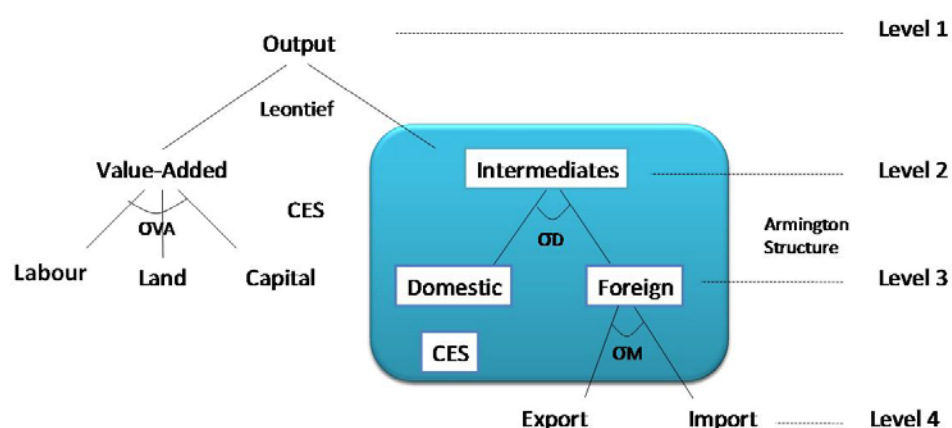 Level 1
Output
Leontief
Value-Added
Intermediates
Level 2
CES
σVA
σD
Armington
Structure
Labour
Land
Capital
Domestic
Foreign
Level 3
CES
σM
Export
Import
Level 4